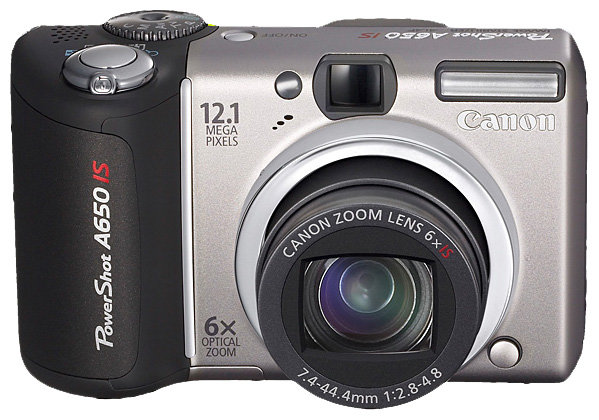 ON/OFF
PowerShot A650 IS
12.1
MEGA
PIXELS
Canon
PowerShot A650 IS
CANON ZOOM LENS 6x IS
6x
OPTICAL
ZOOM
7.4-44.4mm 1:2.8-4.8